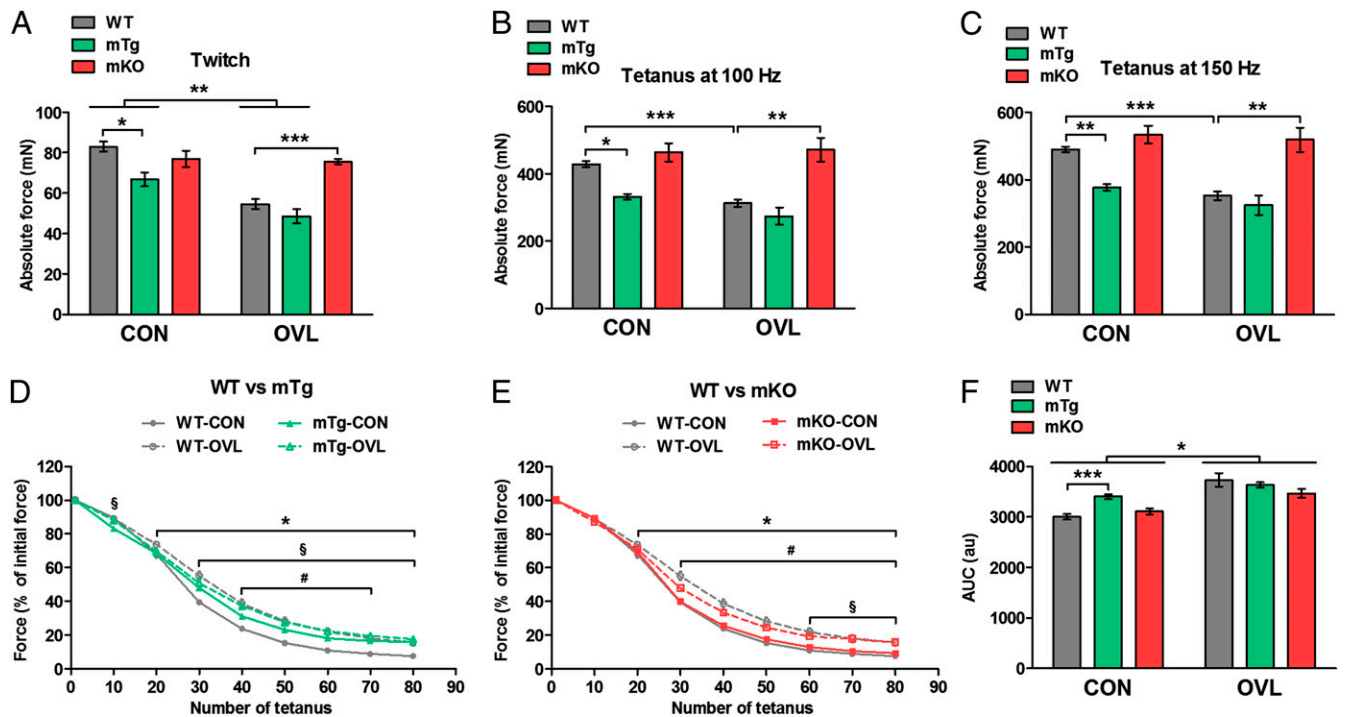 A
WT
mTg
mKO
Twitch
**
*
***
Absolute force (mN)
100
80
60
40
20
0
CON
OVL
B
WT
mTg
mKO
Tetanus at 100 Hz
***
**
*
Absolute force (mN)
600
400
200
0
CON
OVL
C
WT
mTg
mKO
Tetanus at 150 Hz
***
**
**
Absolute force (mN)
600
400
200
0
CON
OVL
D
WT vs mTg
WT-CON
mTg-CON
WT-OVL
mTg-OVL
Force (% of initial force)
120
100
80
60
40
20
0
§
*
§
#
0 10 20 30 40 50 60 70 80 90
Number of tetanus
E
WT vs mKO
WT-CON
mKO-CON
WT-OVL
mKO-OVL
Force (% of initial force)
120
100
80
60
40
20
0
*
#
§
0 10 20 30 40 50 60 70 80 90
Number of tetanus
F
WT
mTg
mKO
*
***
AUC (au)
4000
3000
2000
1000
0
CON
OVL